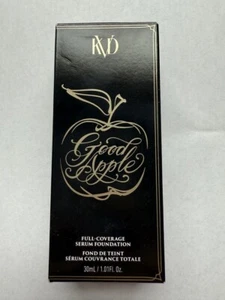 KVD
Good
Apple
FULL-COVERAGE
SERUM FOUNDATION
FOND DE TEINT
SÉRUM COUVRANCE TOTALE
30mL / 1.01Fl. Oz.